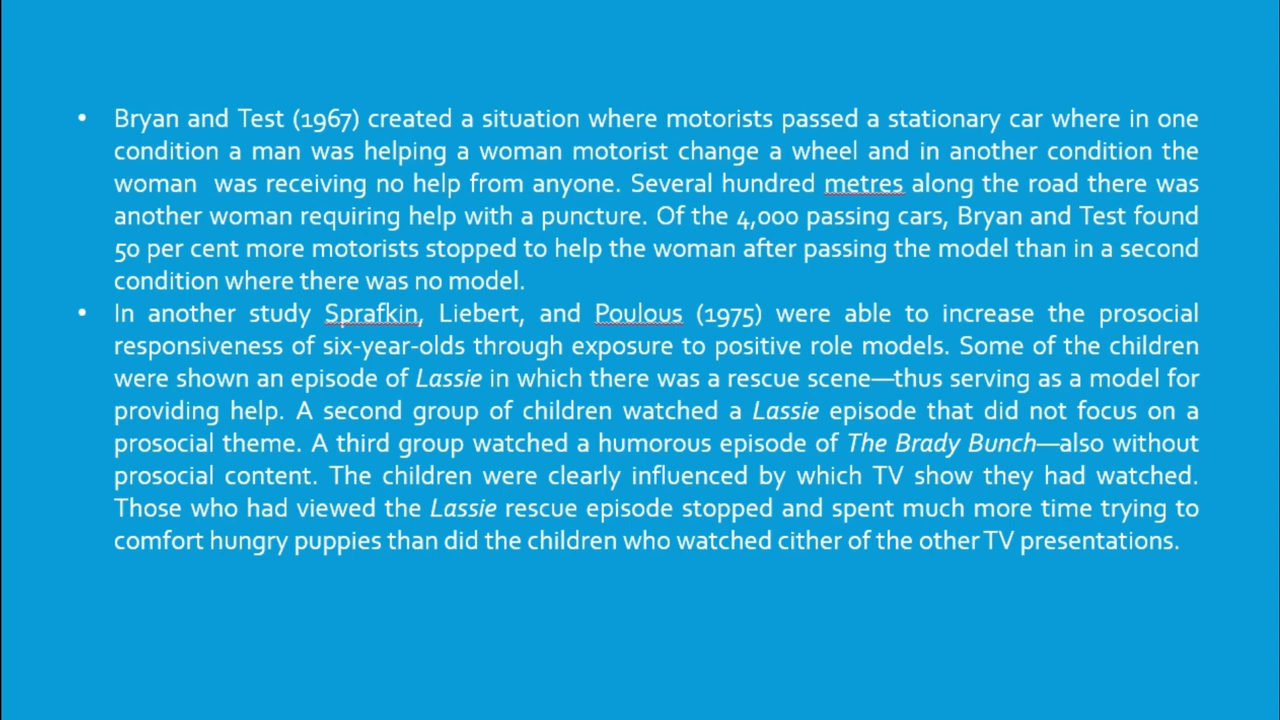 • Bryan and Test (1967) created a situation where motorists passed a stationary car where in one
condition a man was helping a woman motorist change a wheel and in another condition the
woman  was receiving no help from anyone. Several hundred metres along the road there was
another woman requiring help with a puncture. Of the 4,000 passing cars, Bryan and Test found
50 per cent more motorists stopped to help the woman after passing the model than in a second
condition where there was no model.
• In another study Sprafkin, Liebert, and Poulous (1975) were able to increase the prosocial
responsiveness of six-year-olds through exposure to positive role models. Some of the children
were shown an episode of Lassie in which there was a rescue scene—thus serving as a model for
providing help. A second group of children watched a Lassie episode that did not focus on a
prosocial theme. A third group watched a humorous episode of The Brady Bunch—also without
prosocial content. The children were clearly influenced by which TV show they had watched.
Those who had viewed the Lassie rescue episode stopped and spent much more time trying to
comfort hungry puppies than did the children who watched cither of the other TV presentations.